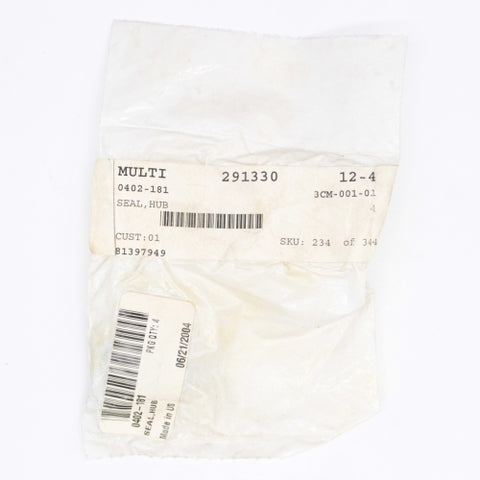 MULTI 291330 12-4
0402-181 3CM-001-01
SEAL,HUB 4
CUST:01 SKU: 234 of 344
81397949
PKG QTY: 4 06/21/2004
0402-181
SEAL,HUB
Made in US